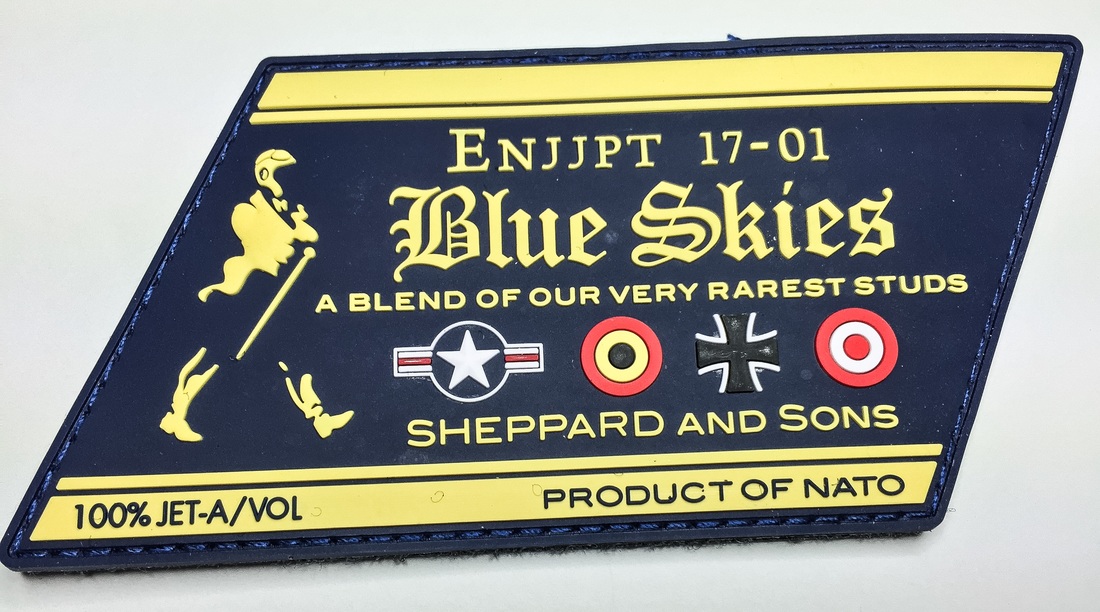 ENJJPT 17-01
Blue Skies
A BLEND OF OUR VERY RAREST STUDS
SHEPPARD AND SONS
100% JET-A/VOL
PRODUCT OF NATO